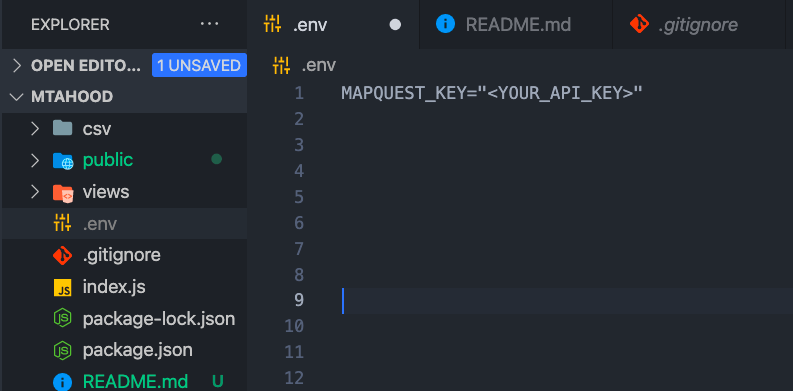 EXPLORER
OPEN EDITO... 1 UNSAVED
MTAHOOD
csv
public
views
.env
.gitignore
JS index.js
package-lock.json
package.json
README.md U
.env README.md .gitignore
.env
1 MAPQUEST_KEY="<YOUR_API_KEY>"
2
3
4
5
6
7
8
9
10
11
12